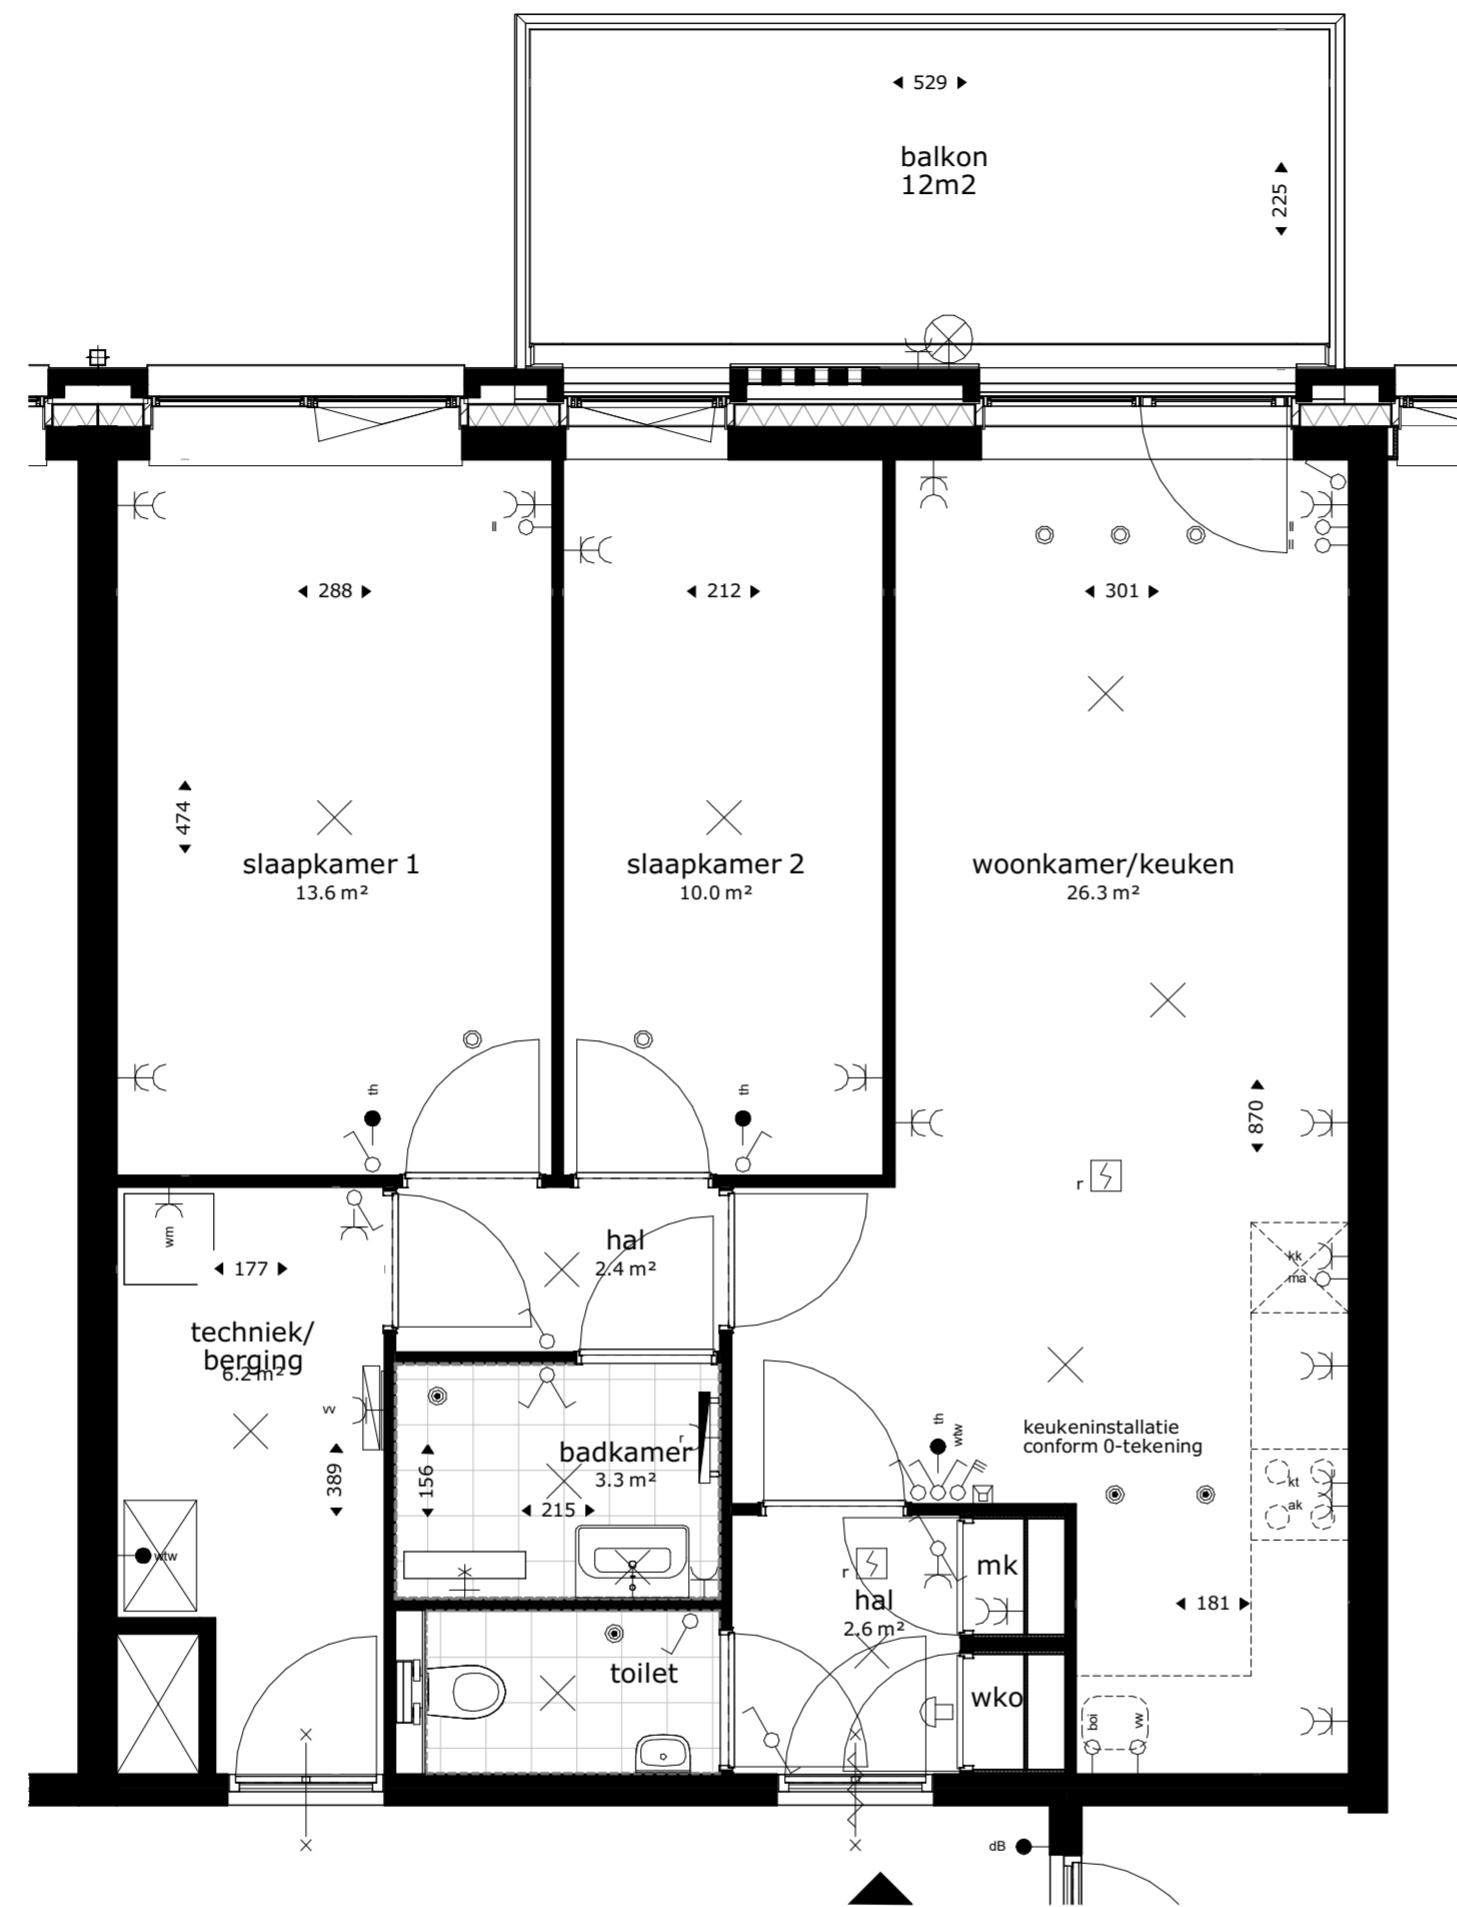 529
balkon
12m2
225
288
212
301
474
slaapkamer 1
13.6 m²
slaapkamer 2
10.0 m²
woonkamer/keuken
26.3 m²
th
th
870
r
wm
177
hal
2.4 m²
kk
ma
techniek/
berging
6.2 m²
vv
389
156
badkamer
3.3 m²
r
215
th
wtw
keukeninstallatie
conform 0-tekening
kt
ak
wtw
r
hal
2.6 m²
mk
181
toilet
wko
boi
vw
dB